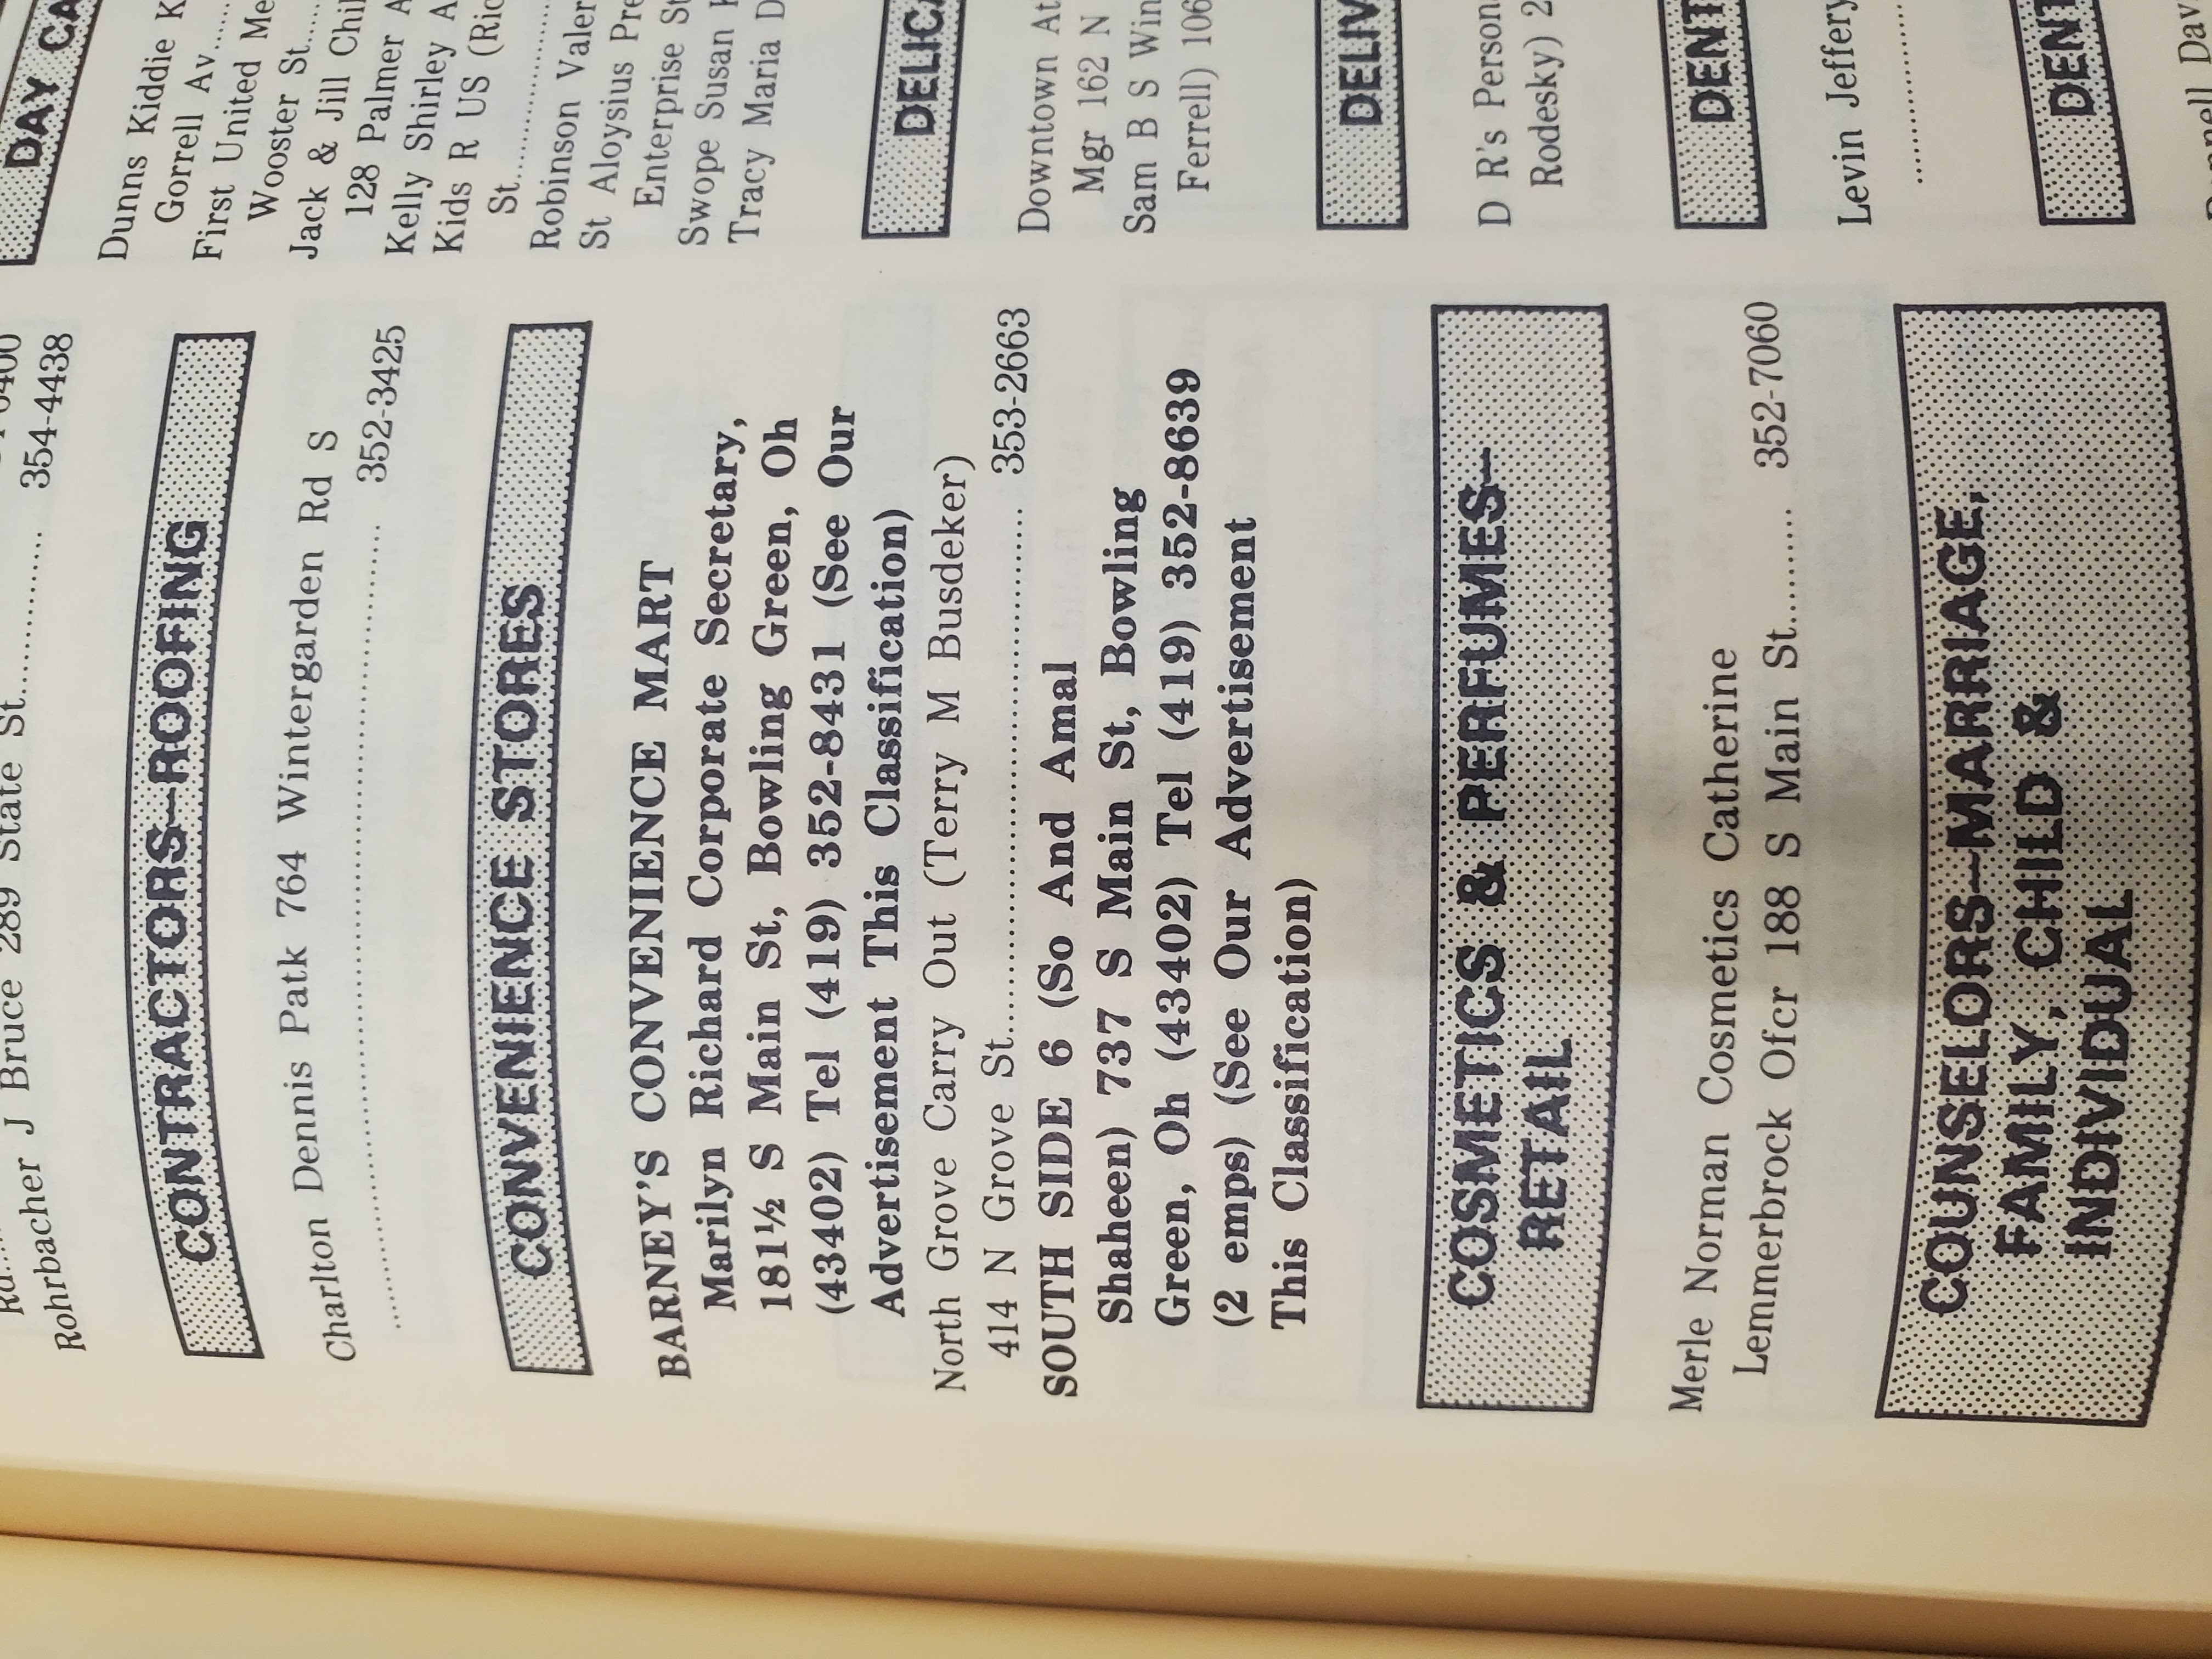 Rohrbacher J Bruce 289 State St.......... 354-4438
CONTRACTORS—ROOFING
Charlton Dennis Patk 764 Wintergarden Rd S
.......... 352-3425
CONVENIENCE STORES
BARNEY'S CONVENIENCE MART
Marilyn Richard Corporate Secretary,
181½ S Main St, Bowling Green, Oh
(43402) Tel (419) 352-8431 (See Our
Advertisement This Classification)
North Grove Carry Out (Terry M Busdeker)
414 N Grove St.......... 353-2663
SOUTH SIDE 6 (So And Amal
Shaheen) 737 S Main St, Bowling
Green, Oh (43402) Tel (419) 352-8639
(2 emps) (See Our Advertisement
This Classification)
COSMETICS & PERFUMES—
RETAIL
Merle Norman Cosmetics Catherine
Lemmerbrock Ofcr 188 S Main St.......... 352-7060
COUNSELORS—MARRIAGE,
FAMILY, CHILD &
INDIVIDUAL
DAY CA
Dunns Kiddie K
Gorrell Av......
First United Me
Wooster St.....
Jack & Jill Chil
128 Palmer A
Kelly Shirley A
Kids R US (Ric
St..........
Robinson Valer
St Aloysius Pre
Enterprise St
Swope Susan
Tracy Maria D
DELICA
Downtown At
Mgr 162 N
Sam B S Win
Ferrell) 106
DELIV
D R's Person
Rodesky) 2
DENT
Levin Jeffery
..........
DENT